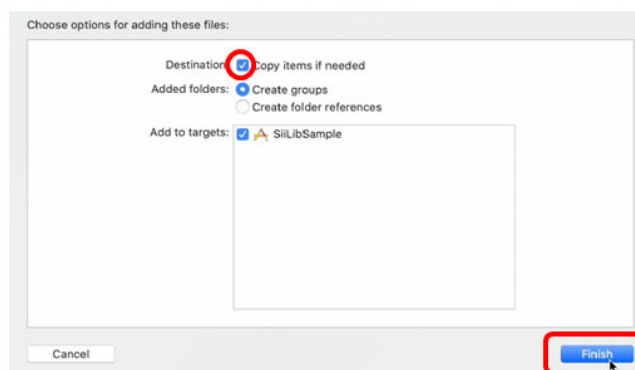 Choose options for adding these files:
Destination: Copy items if needed
Added folders: Create groups
Create folder references
Add to targets: SiiLibSample
Cancel Finish